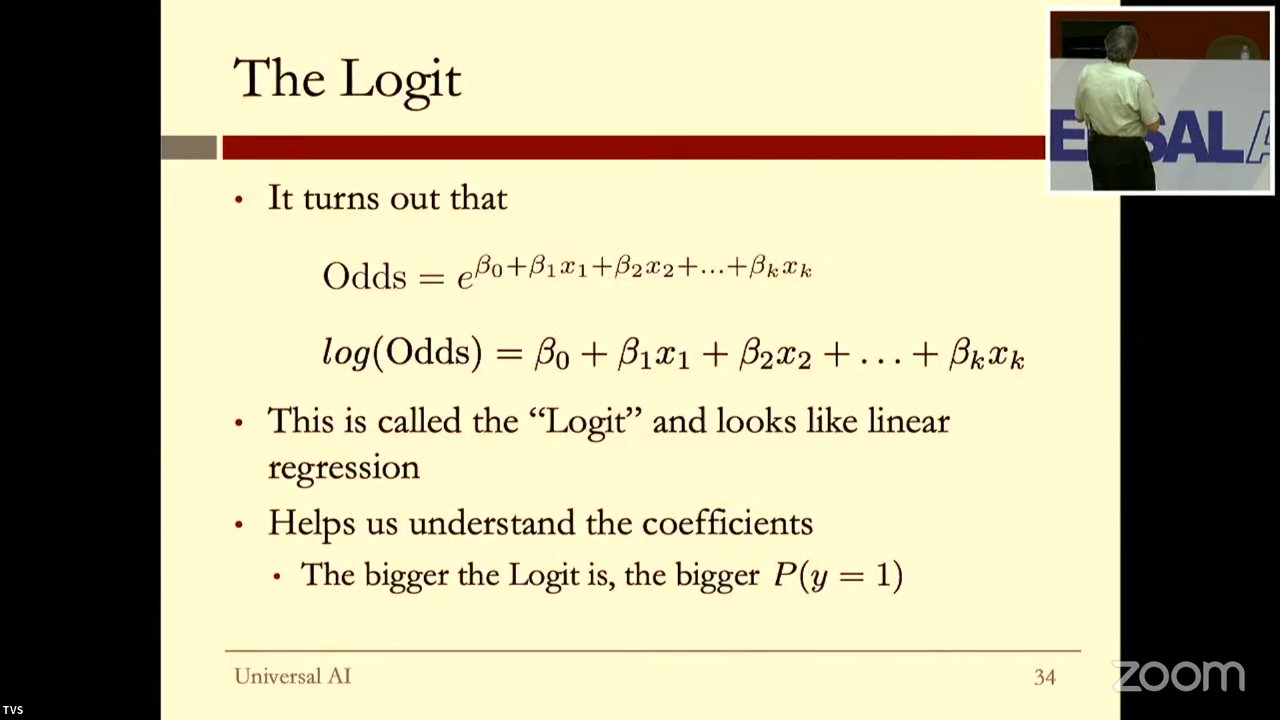 The Logit
• It turns out that
Odds = e^{β₀+β₁x₁+β₂x₂+...+βₖxₖ}
log(Odds) = β₀ + β₁x₁ + β₂x₂ + . . . + βₖxₖ
• This is called the “Logit” and looks like linear
regression
• Helps us understand the coefficients
• The bigger the Logit is, the bigger P(y = 1)
Universal AI
34
zoom
TVS